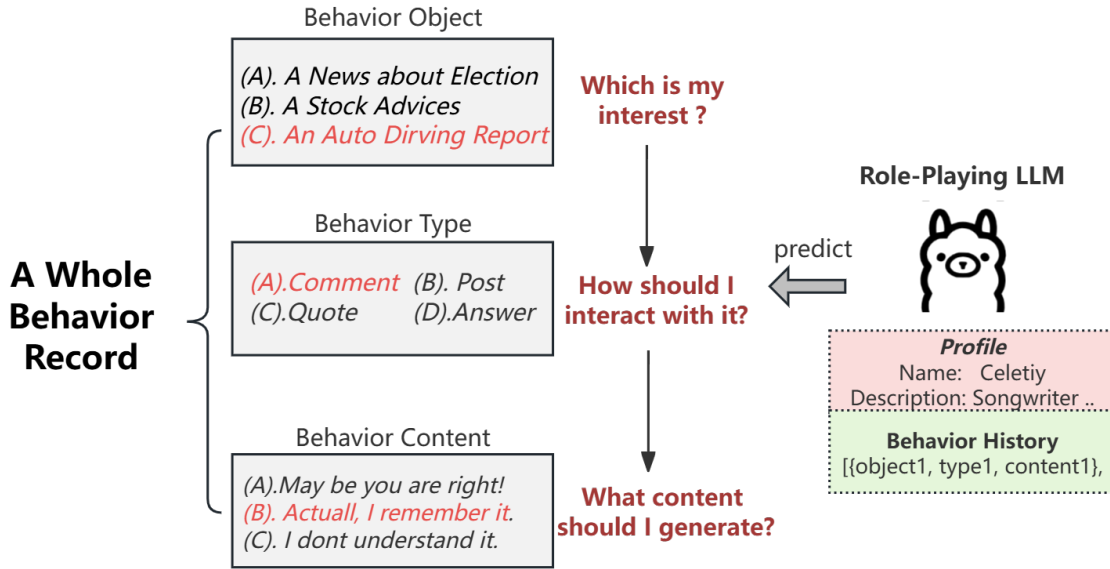 Behavior Object
(A). A News about Election
(B). A Stock Advices
(C). An Auto Dirving Report
Which is my
interest ?
Role-Playing LLM
Behavior Type
(A).Comment (B). Post
(C).Quote (D).Answer
How should I
interact with it?
predict
A Whole
Behavior
Record
Profile
Name: Celetiy
Description: Songwriter ..
Behavior History
[{object1, type1, content1},
Behavior Content
(A).May be you are right!
(B). Actuall, I remember it.
(C). I dont understand it.
What content
should I generate?